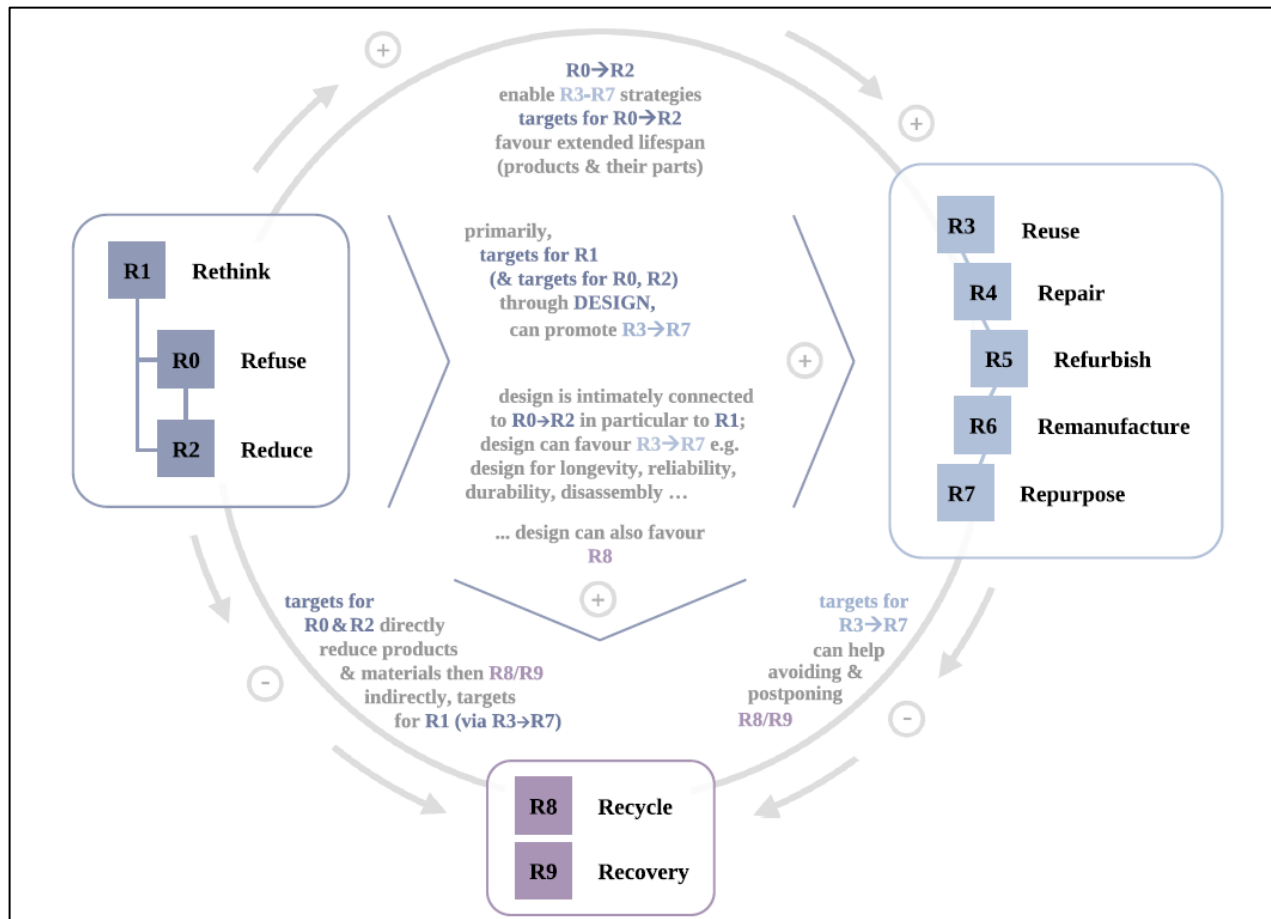 +
R0→R2
enable R3-R7 strategies
targets for R0→R2
favour extended lifespan
(products & their parts)
+
R1 Rethink
R0 Refuse
R2 Reduce
primarily,
targets for R1
(& targets for R0, R2)
through DESIGN,
can promote R3→R7
+
design is intimately connected
to R0→R2 in particular to R1;
design can favour R3→R7 e.g.
design for longevity, reliability,
durability, disassembly …
... design can also favour
R8
+
R3 Reuse
R4 Repair
R5 Refurbish
R6 Remanufacture
R7 Repurpose
targets for
R0 & R2 directly
reduce products
& materials then R8/R9
indirectly, targets
for R1 (via R3→R7)
-
targets for
R3→R7
can help
avoiding &
postponing
R8/R9
-
R8 Recycle
R9 Recovery